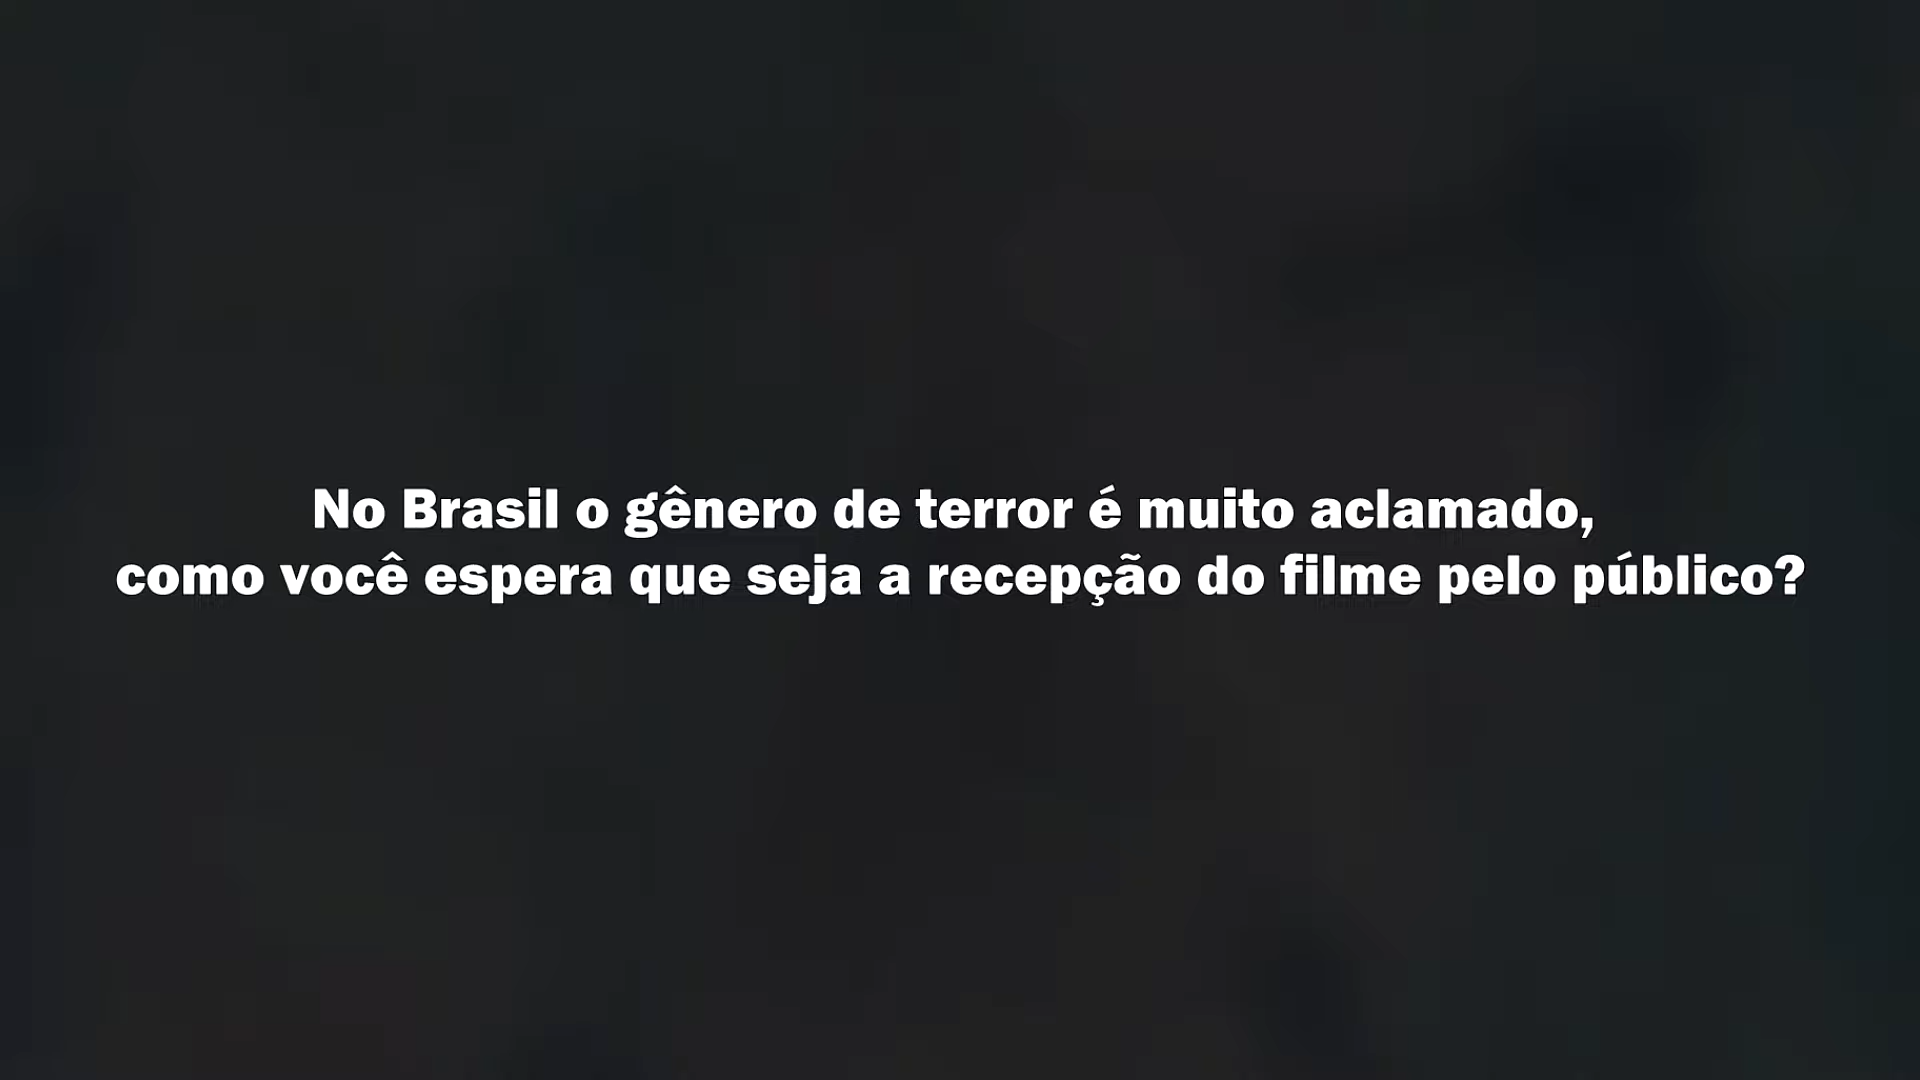 No Brasil o gênero de terror é muito aclamado,
como você espera que seja a recepção do filme pelo público?